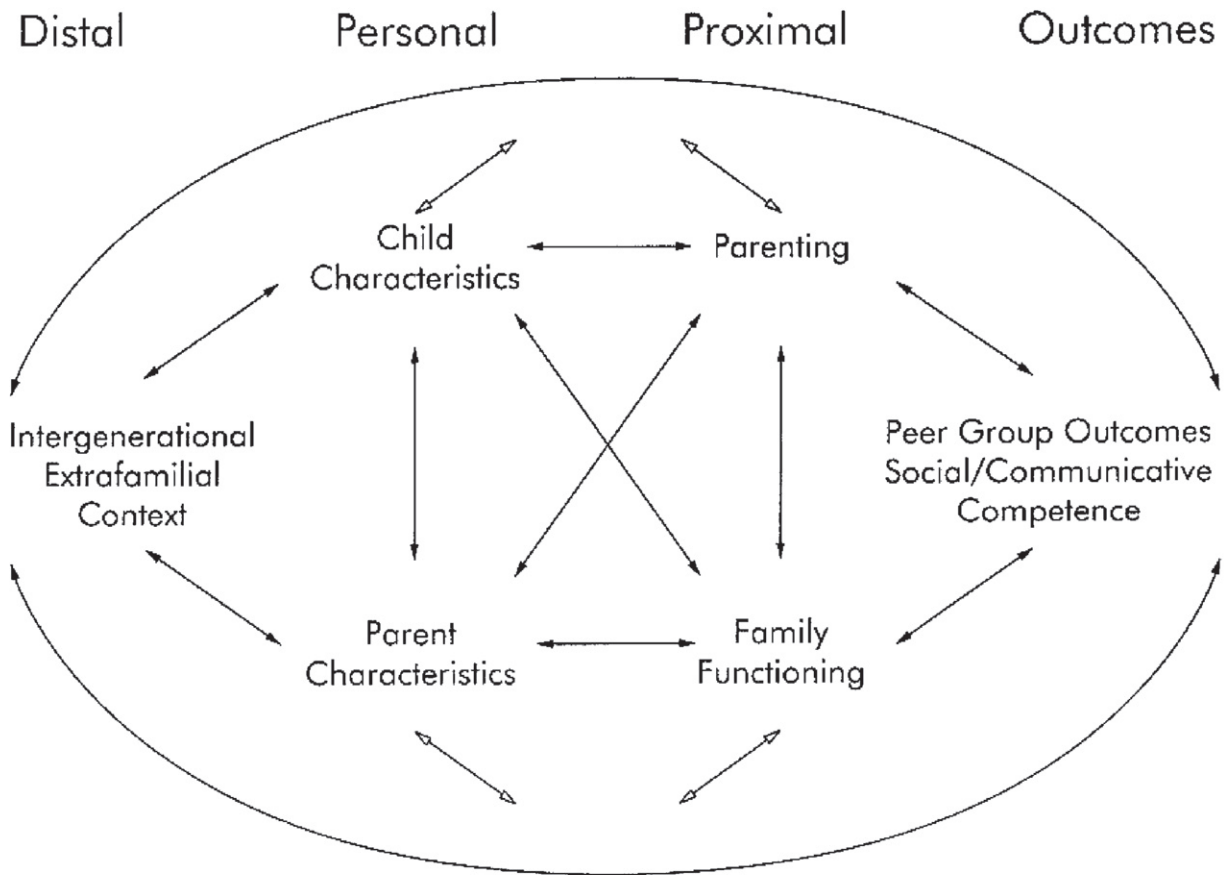 Distal
Personal
Proximal
Outcomes
Child
Characteristics
Parenting
Intergenerational
Extrafamilial
Context
Peer Group Outcomes
Social/Communicative
Competence
Parent
Characteristics
Family
Functioning